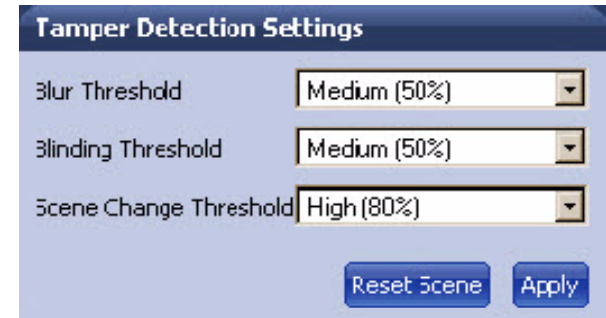 Tamper Detection Settings
Blur Threshold Medium (50%)
Blinding Threshold Medium (50%)
Scene Change Threshold High (80%)
Reset Scene Apply